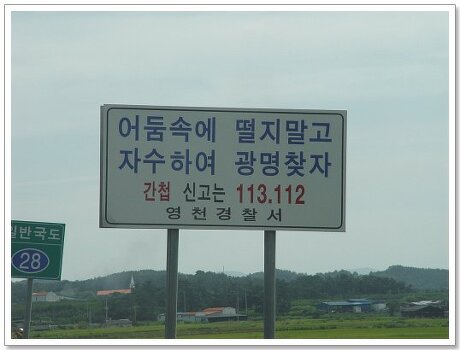 어둠속에 떨지말고
자수하여 광명찾자
간첩 신고는 113.112
영천경찰서
일반국도
28